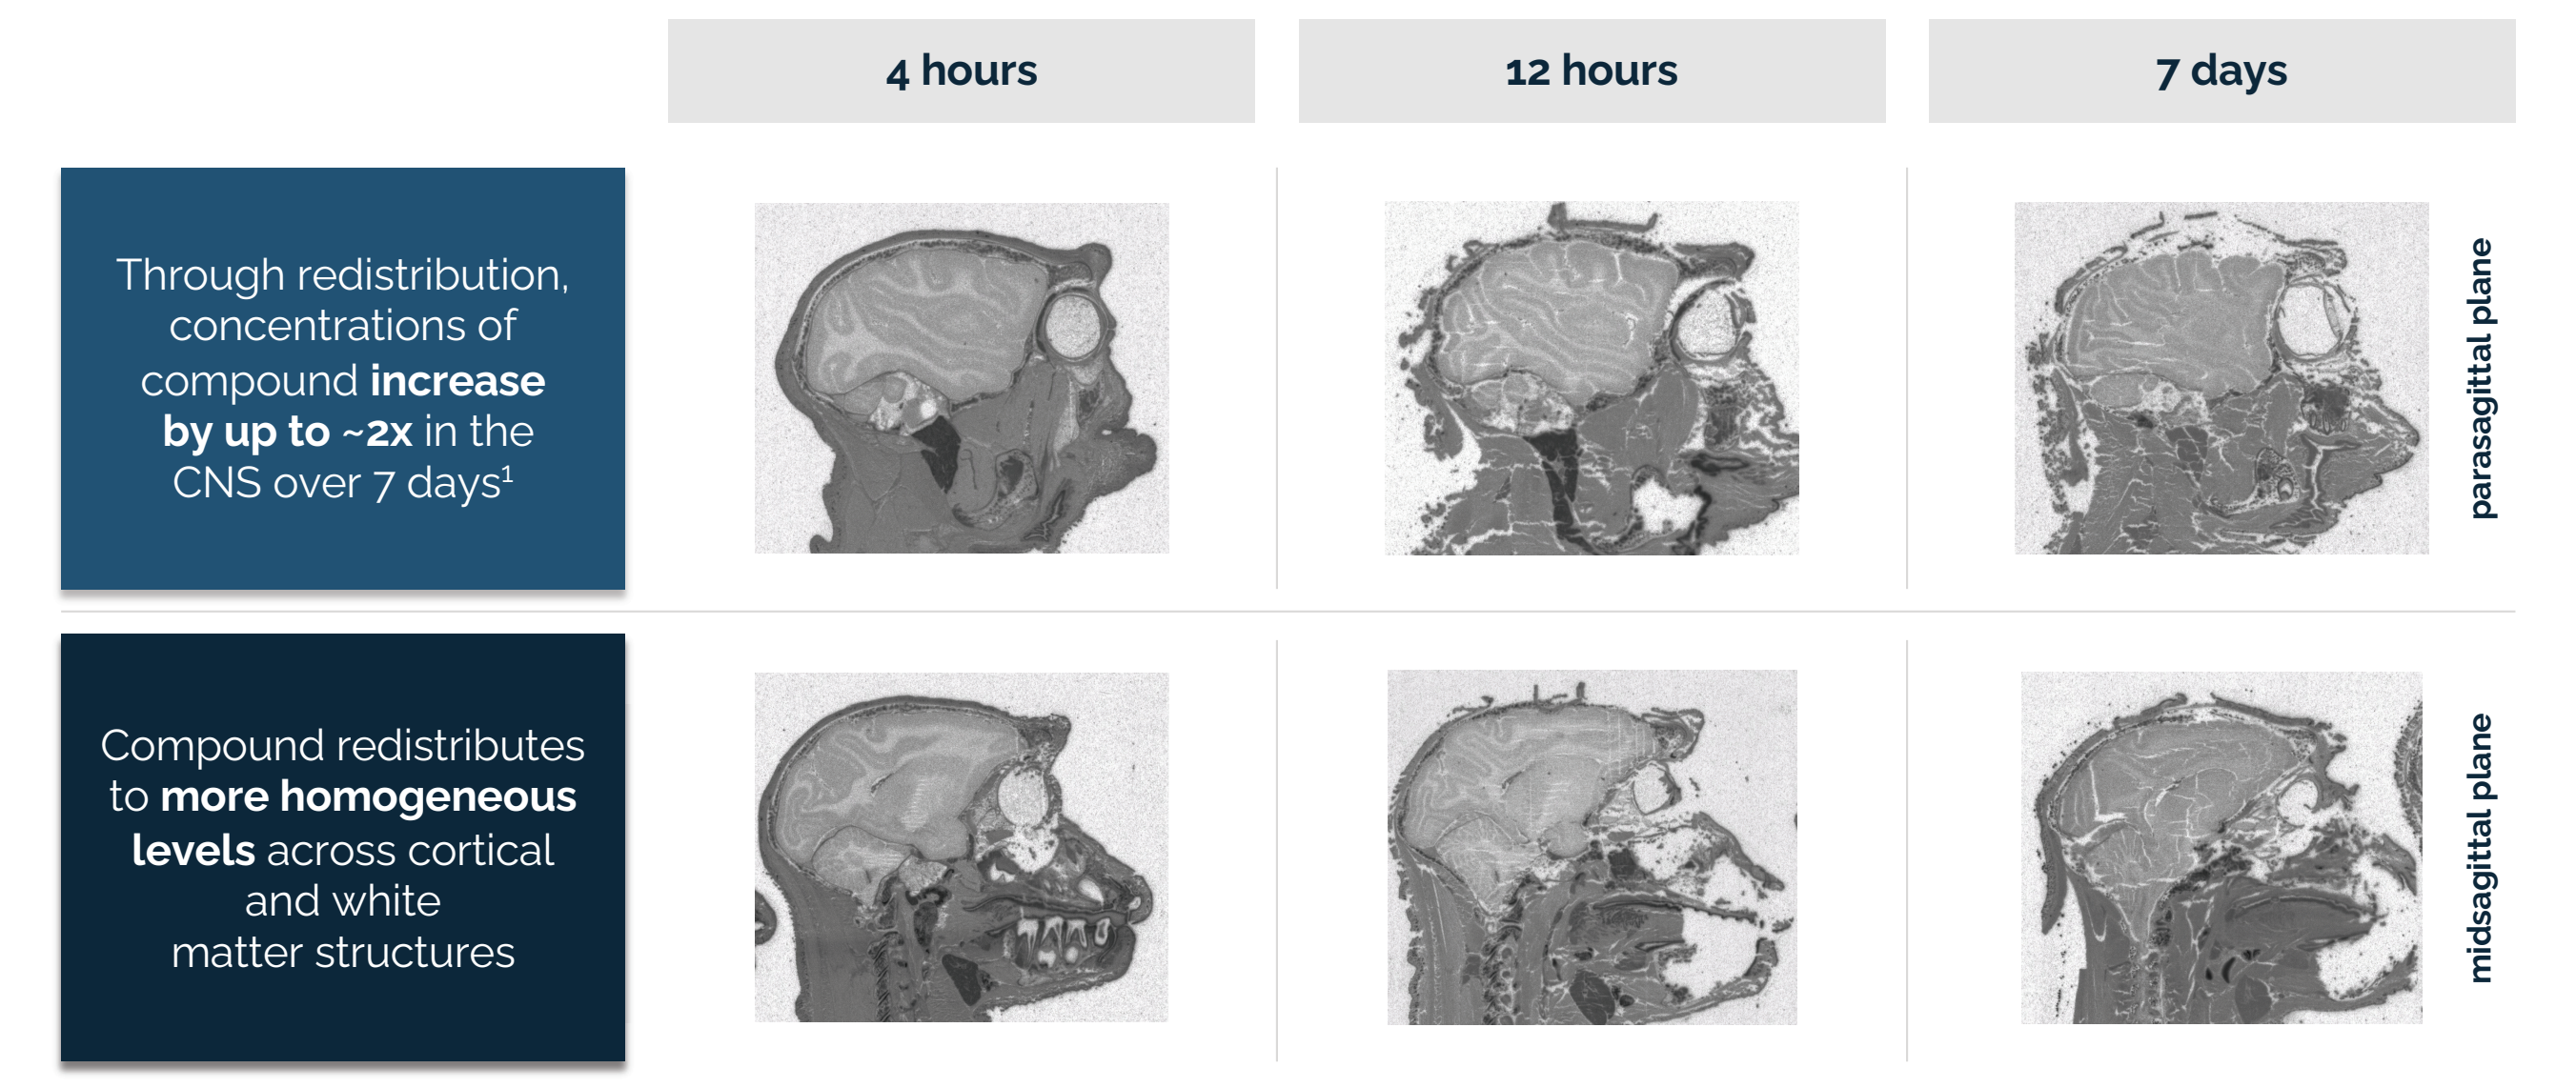 4 hours
12 hours
7 days
Through redistribution,
concentrations of
compound increase
by up to ~2x in the
CNS over 7 days¹
parasagittal plane
Compound redistributes
to more homogeneous
levels across cortical
and white
matter structures
midsagittal plane